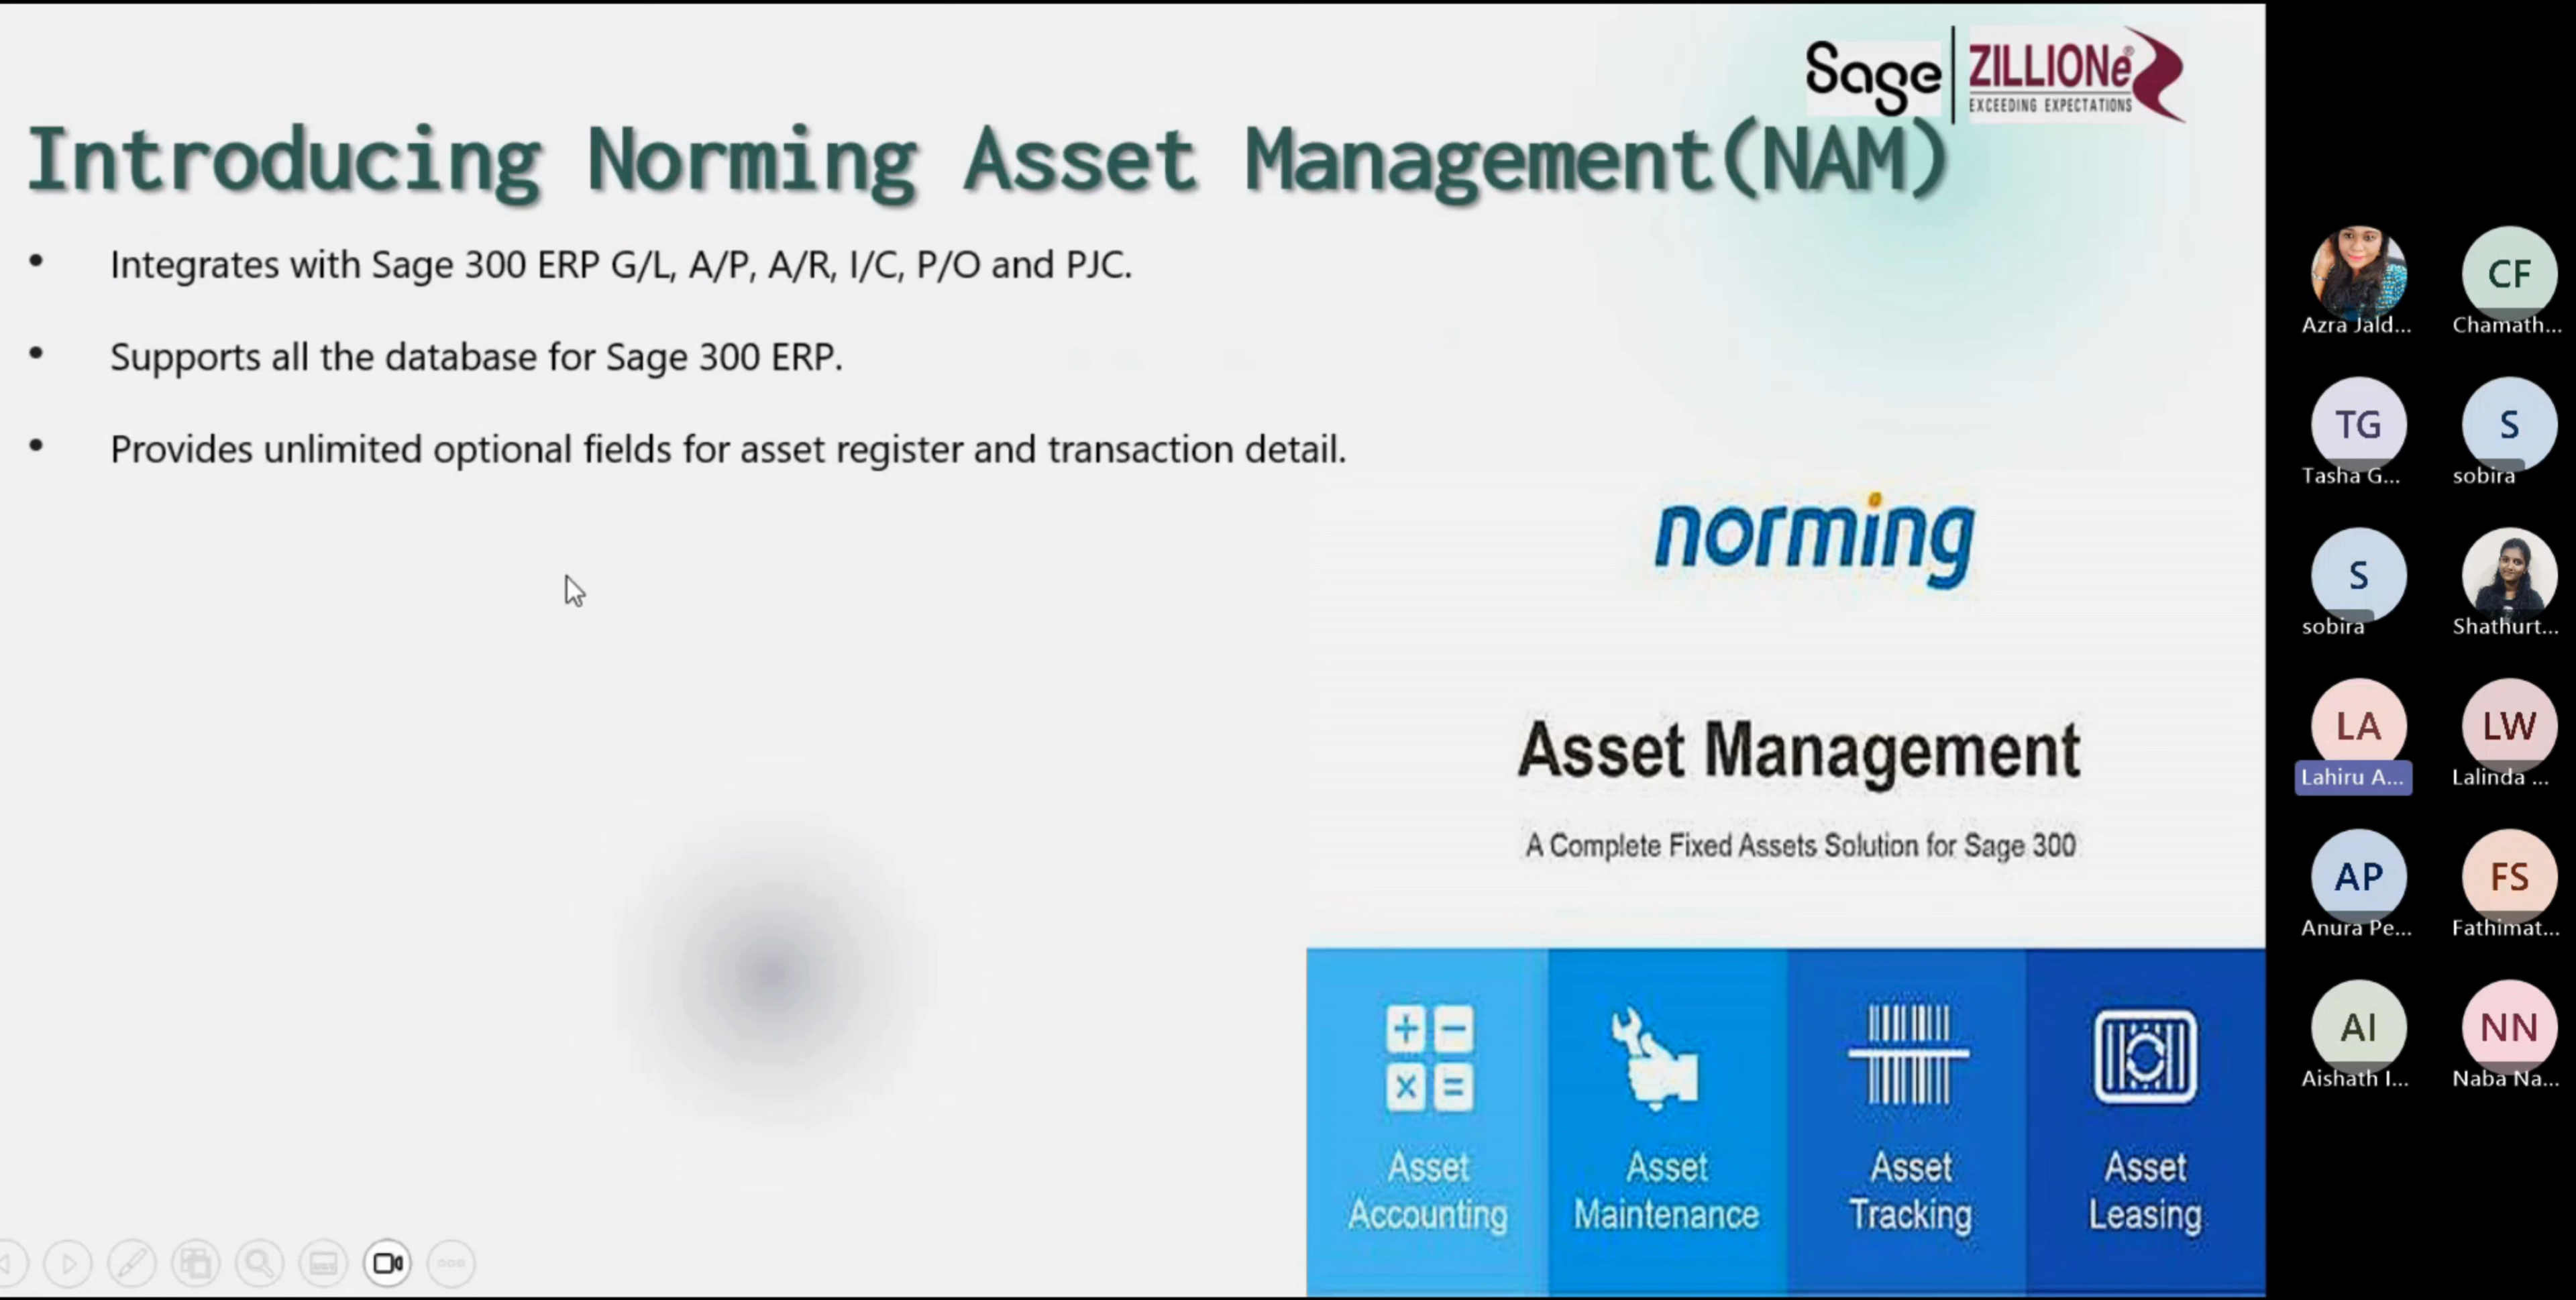 Sage
ZILLIONe®
EXCEEDING EXPECTATIONS
Introducing Norming Asset Management(NAM)
• Integrates with Sage 300 ERP G/L, A/P, A/R, I/C, P/O and PJC.
• Supports all the database for Sage 300 ERP.
• Provides unlimited optional fields for asset register and transaction detail.
norming
Asset Management
A Complete Fixed Assets Solution for Sage 300
Asset
Accounting
Asset
Maintenance
Asset
Tracking
Asset
Leasing
Azra Jald...
CF
Chamath...
TG
Tasha G...
S
sobira
S
sobira
Shathurt...
LA
Lahiru A...
LW
Lalinda ...
AP
Anura Pe...
FS
Fathimat...
AI
Aishath I...
NN
Naba Na...